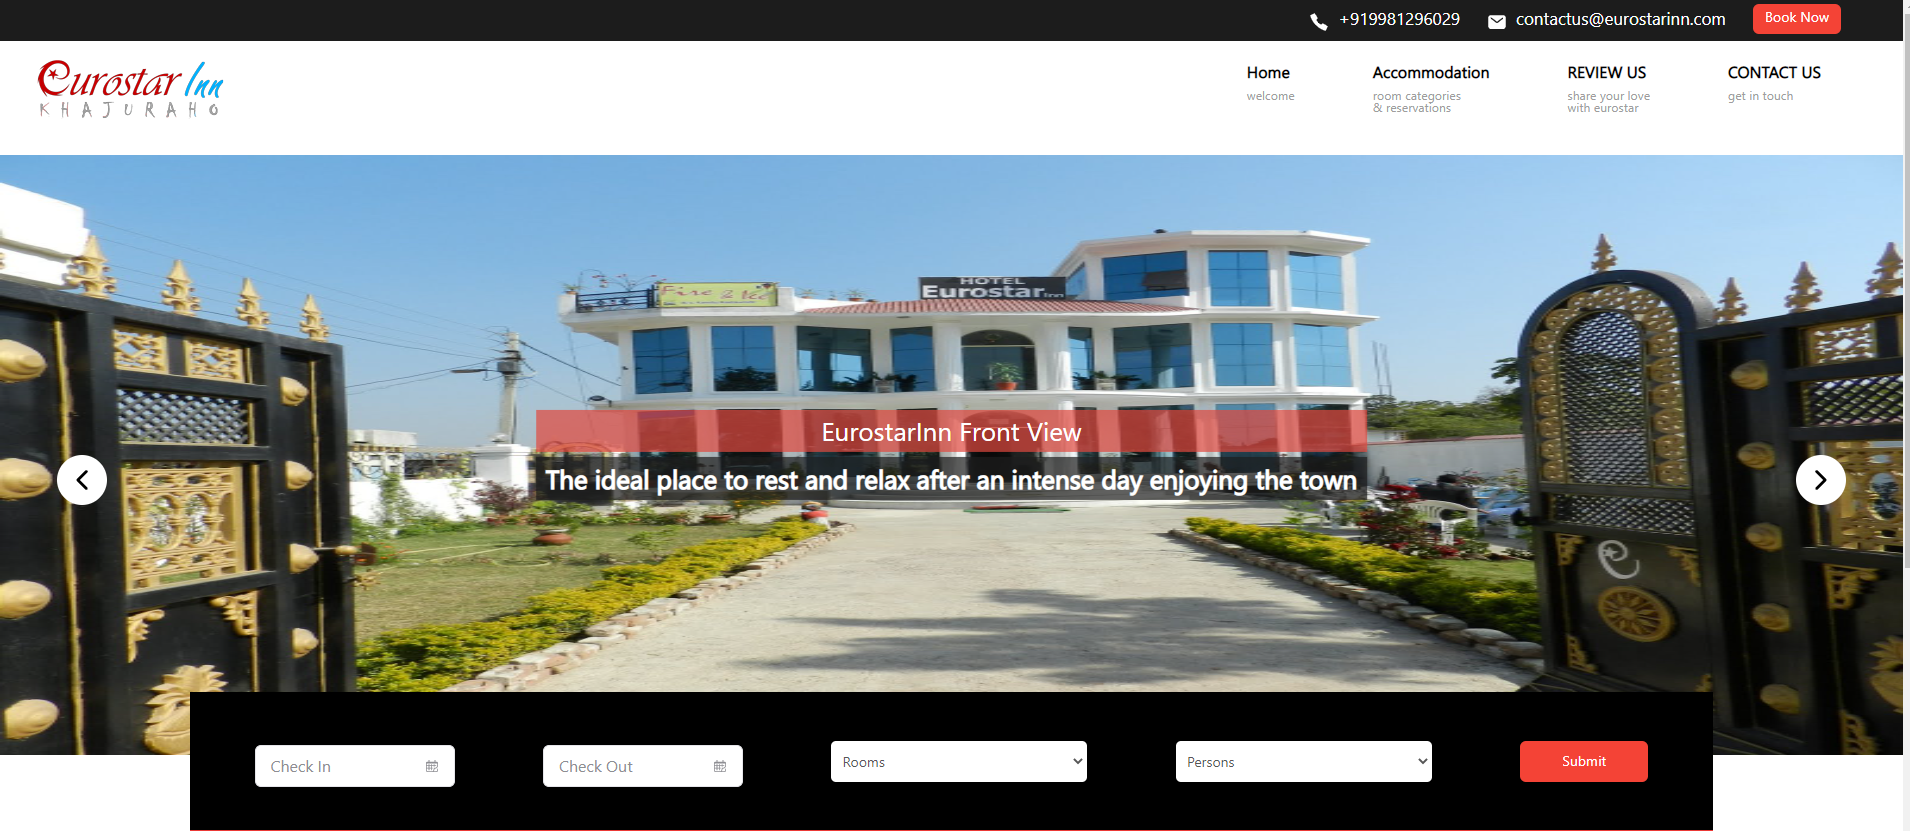 +919981296029 contactus@eurostarinn.com Book Now
Eurostar Inn
KHAJURAHO
Home Accommodation REVIEW US CONTACT US
welcome room categories share your love get in touch
& reservations with eurostar
Fire & Ice
HOTEL
Eurostar Inn
EurostarInn Front View
The ideal place to rest and relax after an intense day enjoying the town
Check In Check Out Rooms Persons Submit